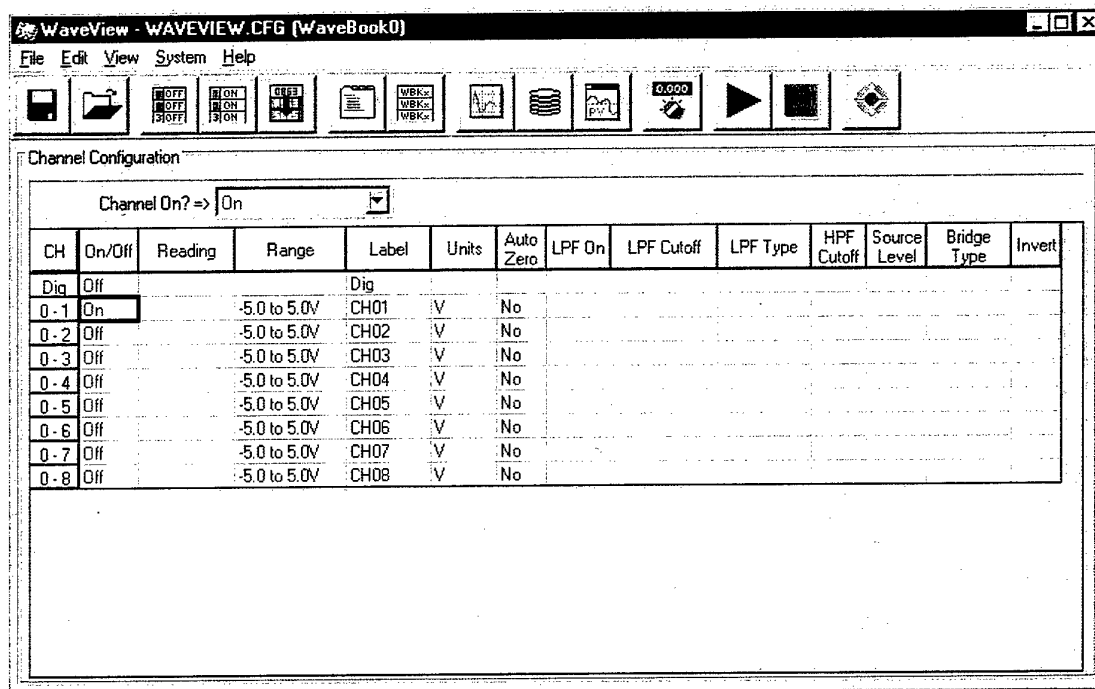 WaveView - WAVEVIEW.CFG (WaveBook0)
File Edit View System Help
OFF OFF 3 OFF ON ON 3 ON WBKx WBKx WBKx 0.000
Channel Configuration
Channel On? => On
CH On/Off Reading Range Label Units Auto Zero LPF On LPF Cutoff LPF Type HPF Cutoff Source Level Bridge Type Invert
Dig Off Dig
0 - 1 On -5.0 to 5.0V CH01 V No
0 - 2 Off -5.0 to 5.0V CH02 V No
0 - 3 Off -5.0 to 5.0V CH03 V No
0 - 4 Off -5.0 to 5.0V CH04 V No
0 - 5 Off -5.0 to 5.0V CH05 V No
0 - 6 Off -5.0 to 5.0V CH06 V No
0 - 7 Off -5.0 to 5.0V CH07 V No
0 - 8 Off -5.0 to 5.0V CH08 V No